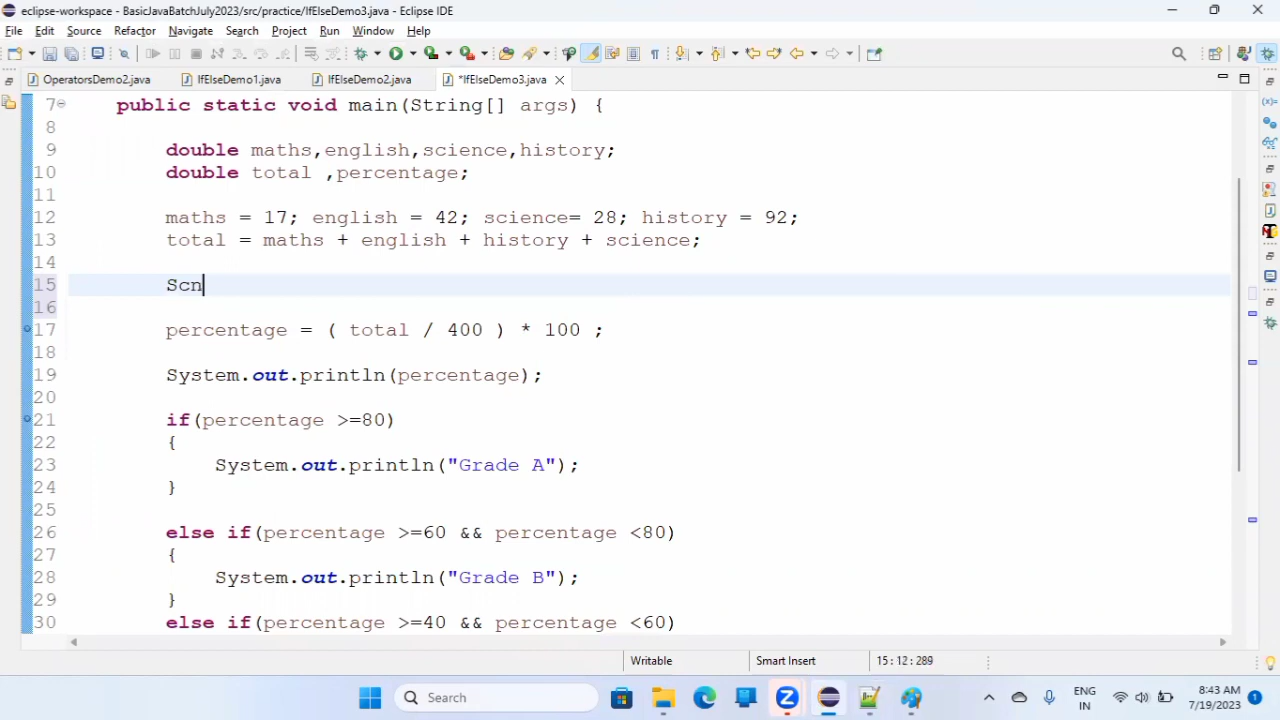 eclipse-workspace - BasicJavaBatchJuly2023/src/practice/IfElseDemo3.java - Eclipse IDE
File Edit Source Refactor Navigate Search Project Run Window Help
OperatorsDemo2.java IfElseDemo1.java IfElseDemo2.java *IfElseDemo3.java
7 public static void main(String[] args) {
8
9 double maths,english,science,history;
10 double total ,percentage;
11
12 maths = 17; english = 42; science= 28; history = 92;
13 total = maths + english + history + science;
14
15 Scn
16
17 percentage = ( total / 400 ) * 100 ;
18
19 System.out.println(percentage);
20
21 if(percentage >=80)
22 {
23 System.out.println("Grade A");
24 }
25
26 else if(percentage >=60 && percentage <80)
27 {
28 System.out.println("Grade B");
29 }
30 else if(percentage >=40 && percentage <60)
Writable Smart Insert 15 : 12 : 289
Search ENG 8:43 AM
IN 7/19/2023